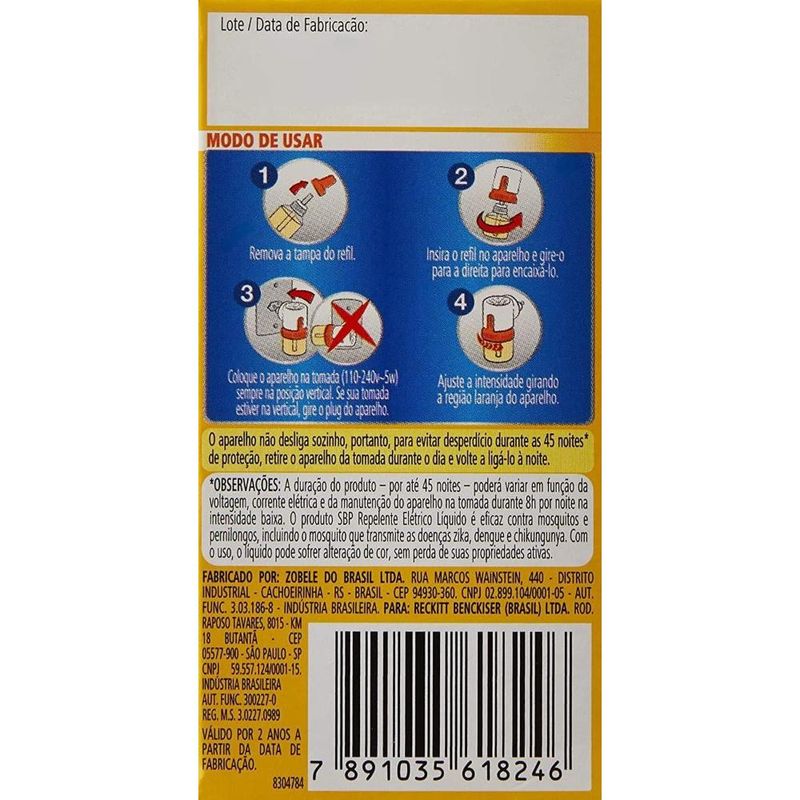 Lote / Data de Fabricacão:
MODO DE USAR
1
Remova a tampa do refil.
2
Insira o refil no aparelho e gire-o
para a direita para encaixá-lo.
3
Coloque o aparelho na tomada (110-240v~5w)
sempre na posição vertical. Se sua tomada
estiver na vertical, gire o plug do aparelho.
4
Ajuste a intensidade girando
a região laranja do aparelho.
O aparelho não desliga sozinho, portanto, para evitar desperdício durante as 45 noites*
de proteção, retire o aparelho da tomada durante o dia e volte a ligá-lo à noite.
*OBSERVAÇÕES: A duração do produto – por até 45 noites – poderá variar em função da
voltagem, corrente elétrica e da manutenção do aparelho na tomada durante 8h por noite na
intensidade baixa. O produto SBP Repelente Elétrico Líquido é eficaz contra mosquitos e
pernilongos, incluindo o mosquito que transmite as doenças zika, dengue e chikungunya. Com
o uso, o líquido pode sofrer alteração de cor, sem perda de suas propriedades ativas.
FABRICADO POR: ZOBELE DO BRASIL LTDA. RUA MARCOS WAINSTEIN, 440 - DISTRITO
INDUSTRIAL - CACHOEIRINHA - RS - BRASIL - CEP 94930-360. CNPJ 02.899.104/0001-05 - AUT.
FUNC. 3.03.186-8 - INDÚSTRIA BRASILEIRA. PARA: RECKITT BENCKISER (BRASIL) LTDA. ROD.
RAPOSO TAVARES, 8015 - KM
18 BUTANTÃ - CEP
05577-900 - SÃO PAULO - SP
CNPJ 59.557.124/0001-15.
INDÚSTRIA BRASILEIRA
AUT. FUNC. 300227-0
REG. M.S. 3.0227.0989
VÁLIDO POR 2 ANOS A
PARTIR DA DATA DE
FABRICAÇÃO.
8304784
7 891035 618246